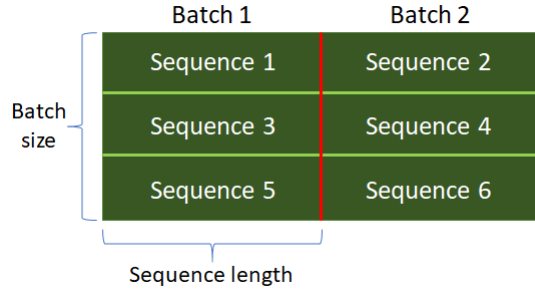 Batch 1 Batch 2
Sequence 1 Sequence 2
Batch
size
Sequence 3 Sequence 4
Sequence 5 Sequence 6
Sequence length